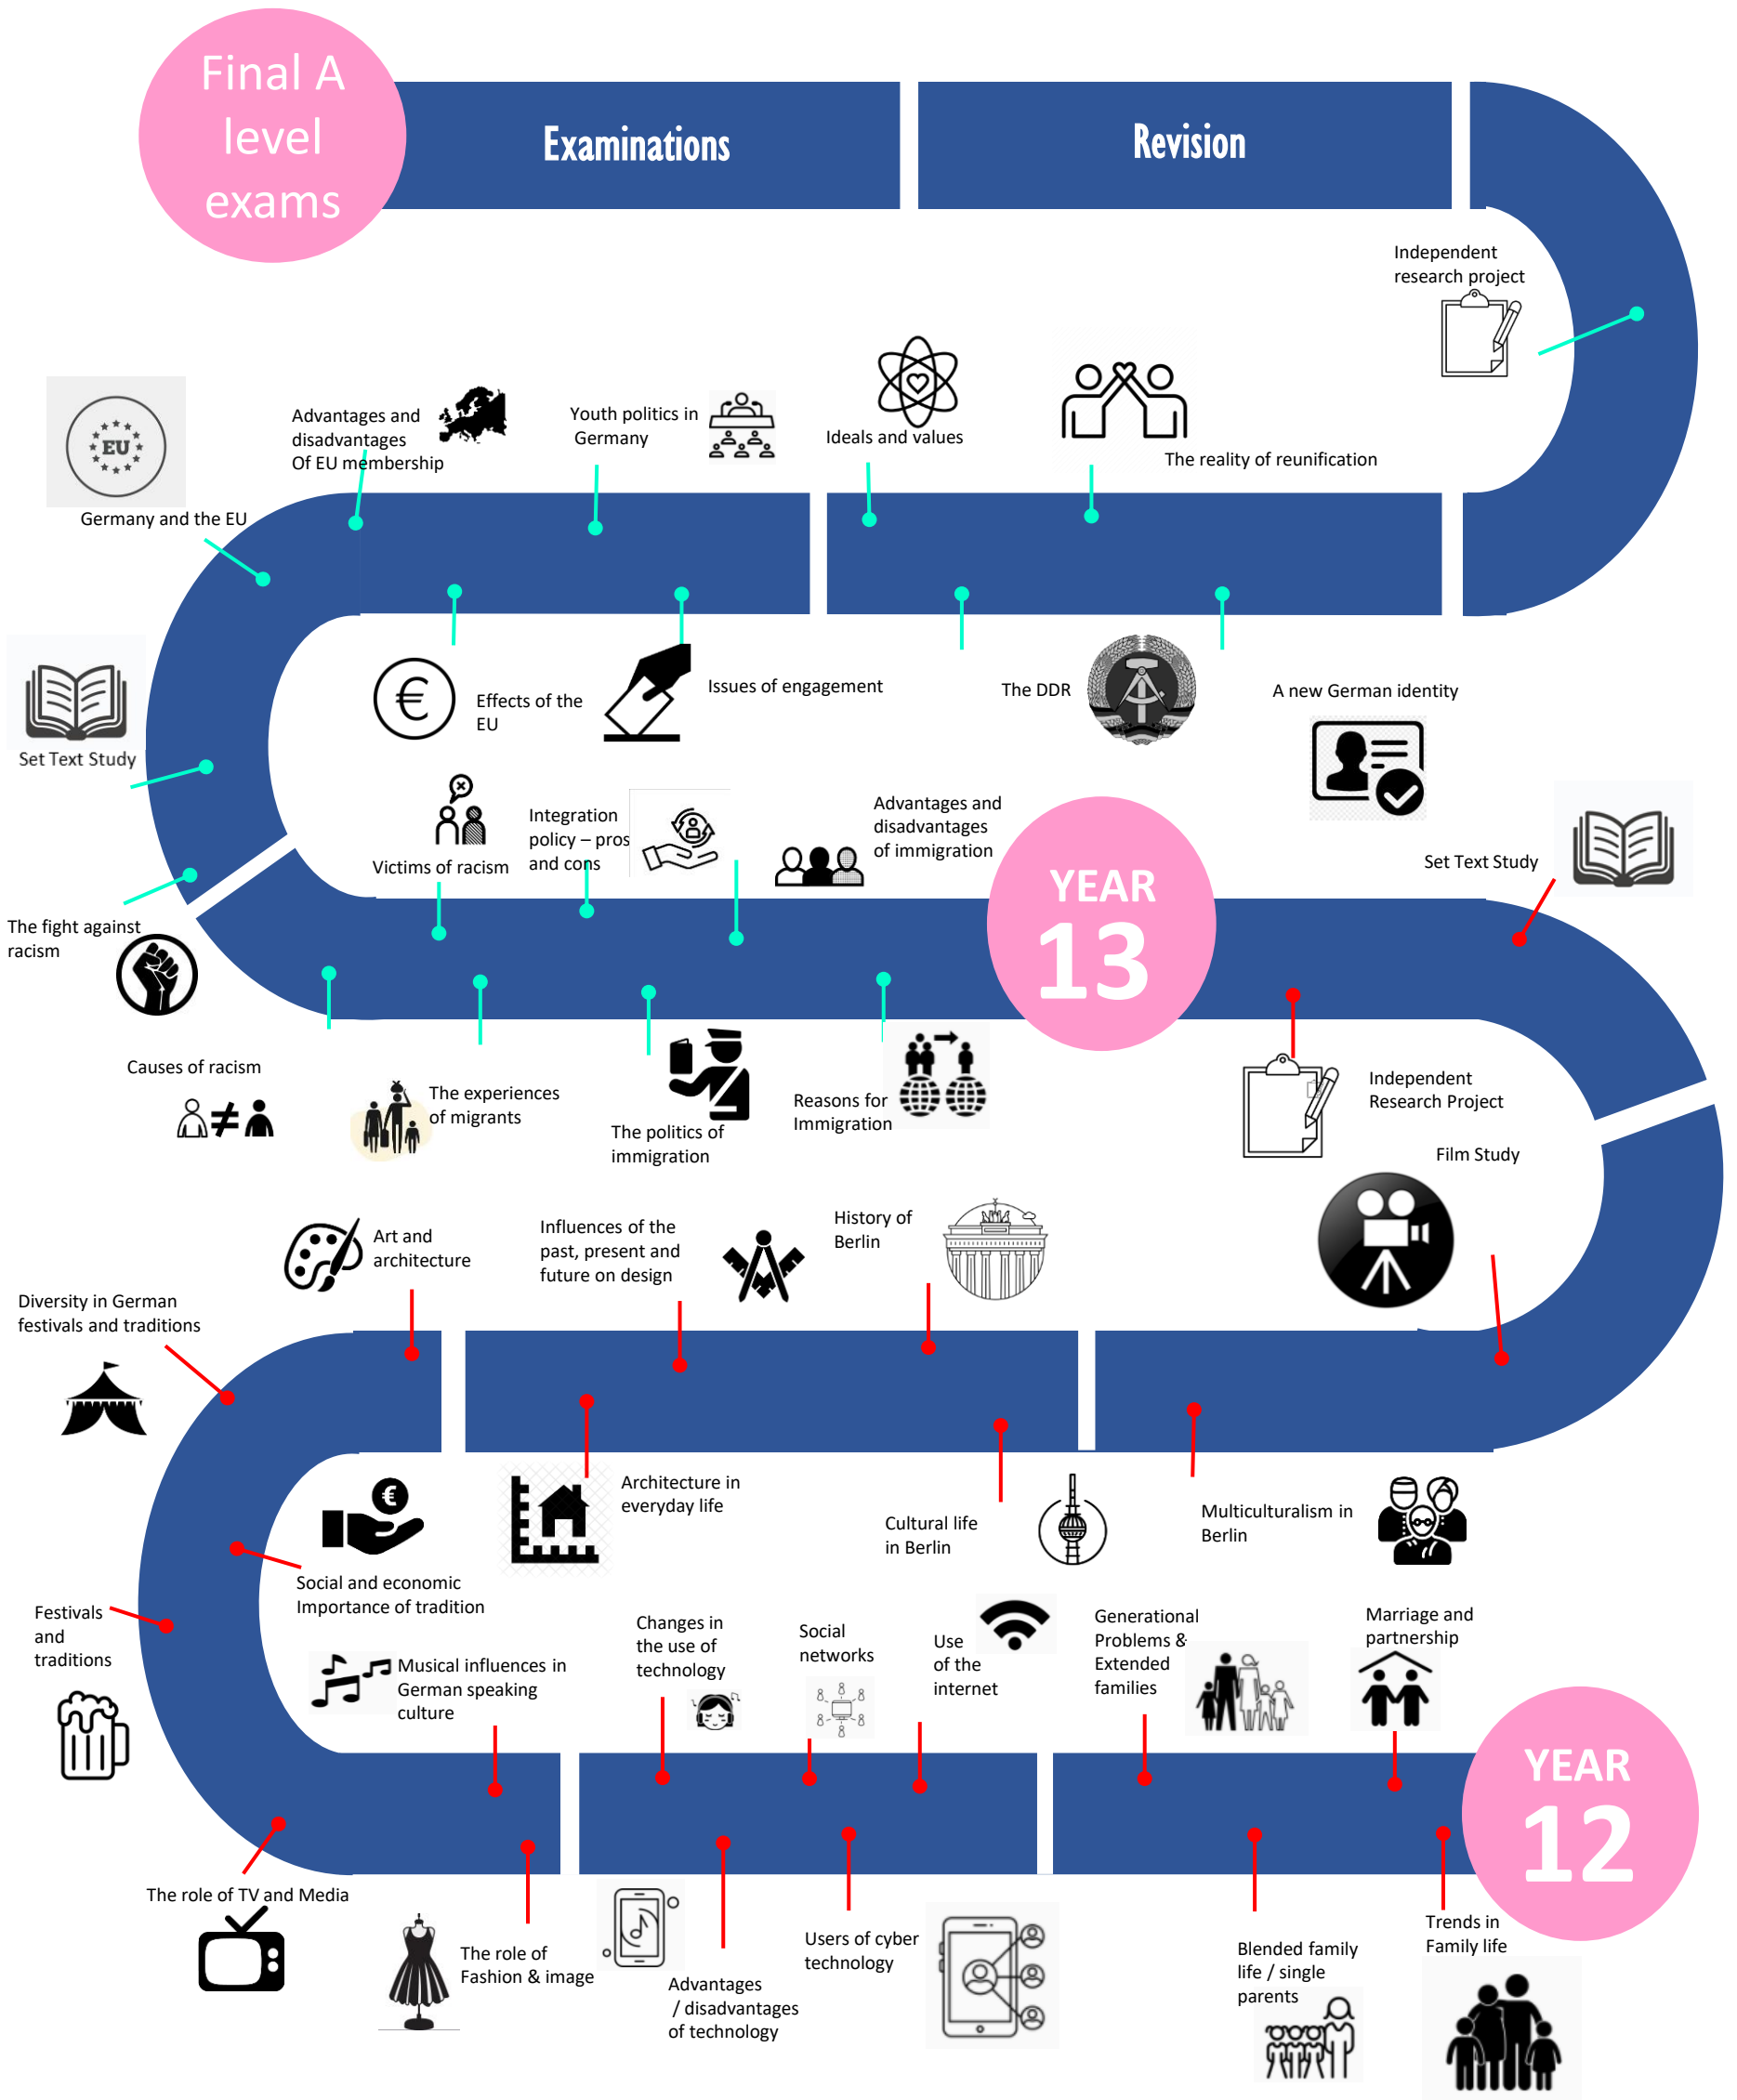 Final A
level
exams
Examinations
Revision
Independent
research project
EU
Germany and the EU
Advantages and
disadvantages
Of EU membership
Youth politics in
Germany
Ideals and values
The reality of reunification
Set Text Study
€
Effects of the
EU
Issues of engagement
The DDR
A new German identity
Victims of racism
Integration
policy – pros
and cons
Advantages and
disadvantages
of immigration
YEAR
13
Set Text Study
The fight against
racism
Causes of racism
The experiences
of migrants
The politics of
immigration
Reasons for
Immigration
Independent
Research Project
Film Study
Art and
architecture
Influences of the
past, present and
future on design
History of
Berlin
Diversity in German
festivals and traditions
€
Social and economic
Importance of tradition
Architecture in
everyday life
Cultural life
in Berlin
Multiculturalism in
Berlin
Festivals
and
traditions
Musical influences in
German speaking
culture
Changes in
the use of
technology
Social
networks
Use
of the
internet
Generational
Problems &
Extended
families
Marriage and
partnership
YEAR
12
The role of TV and Media
The role of
Fashion & image
Advantages
/ disadvantages
of technology
Users of cyber
technology
Blended family
life / single
parents
Trends in
Family life